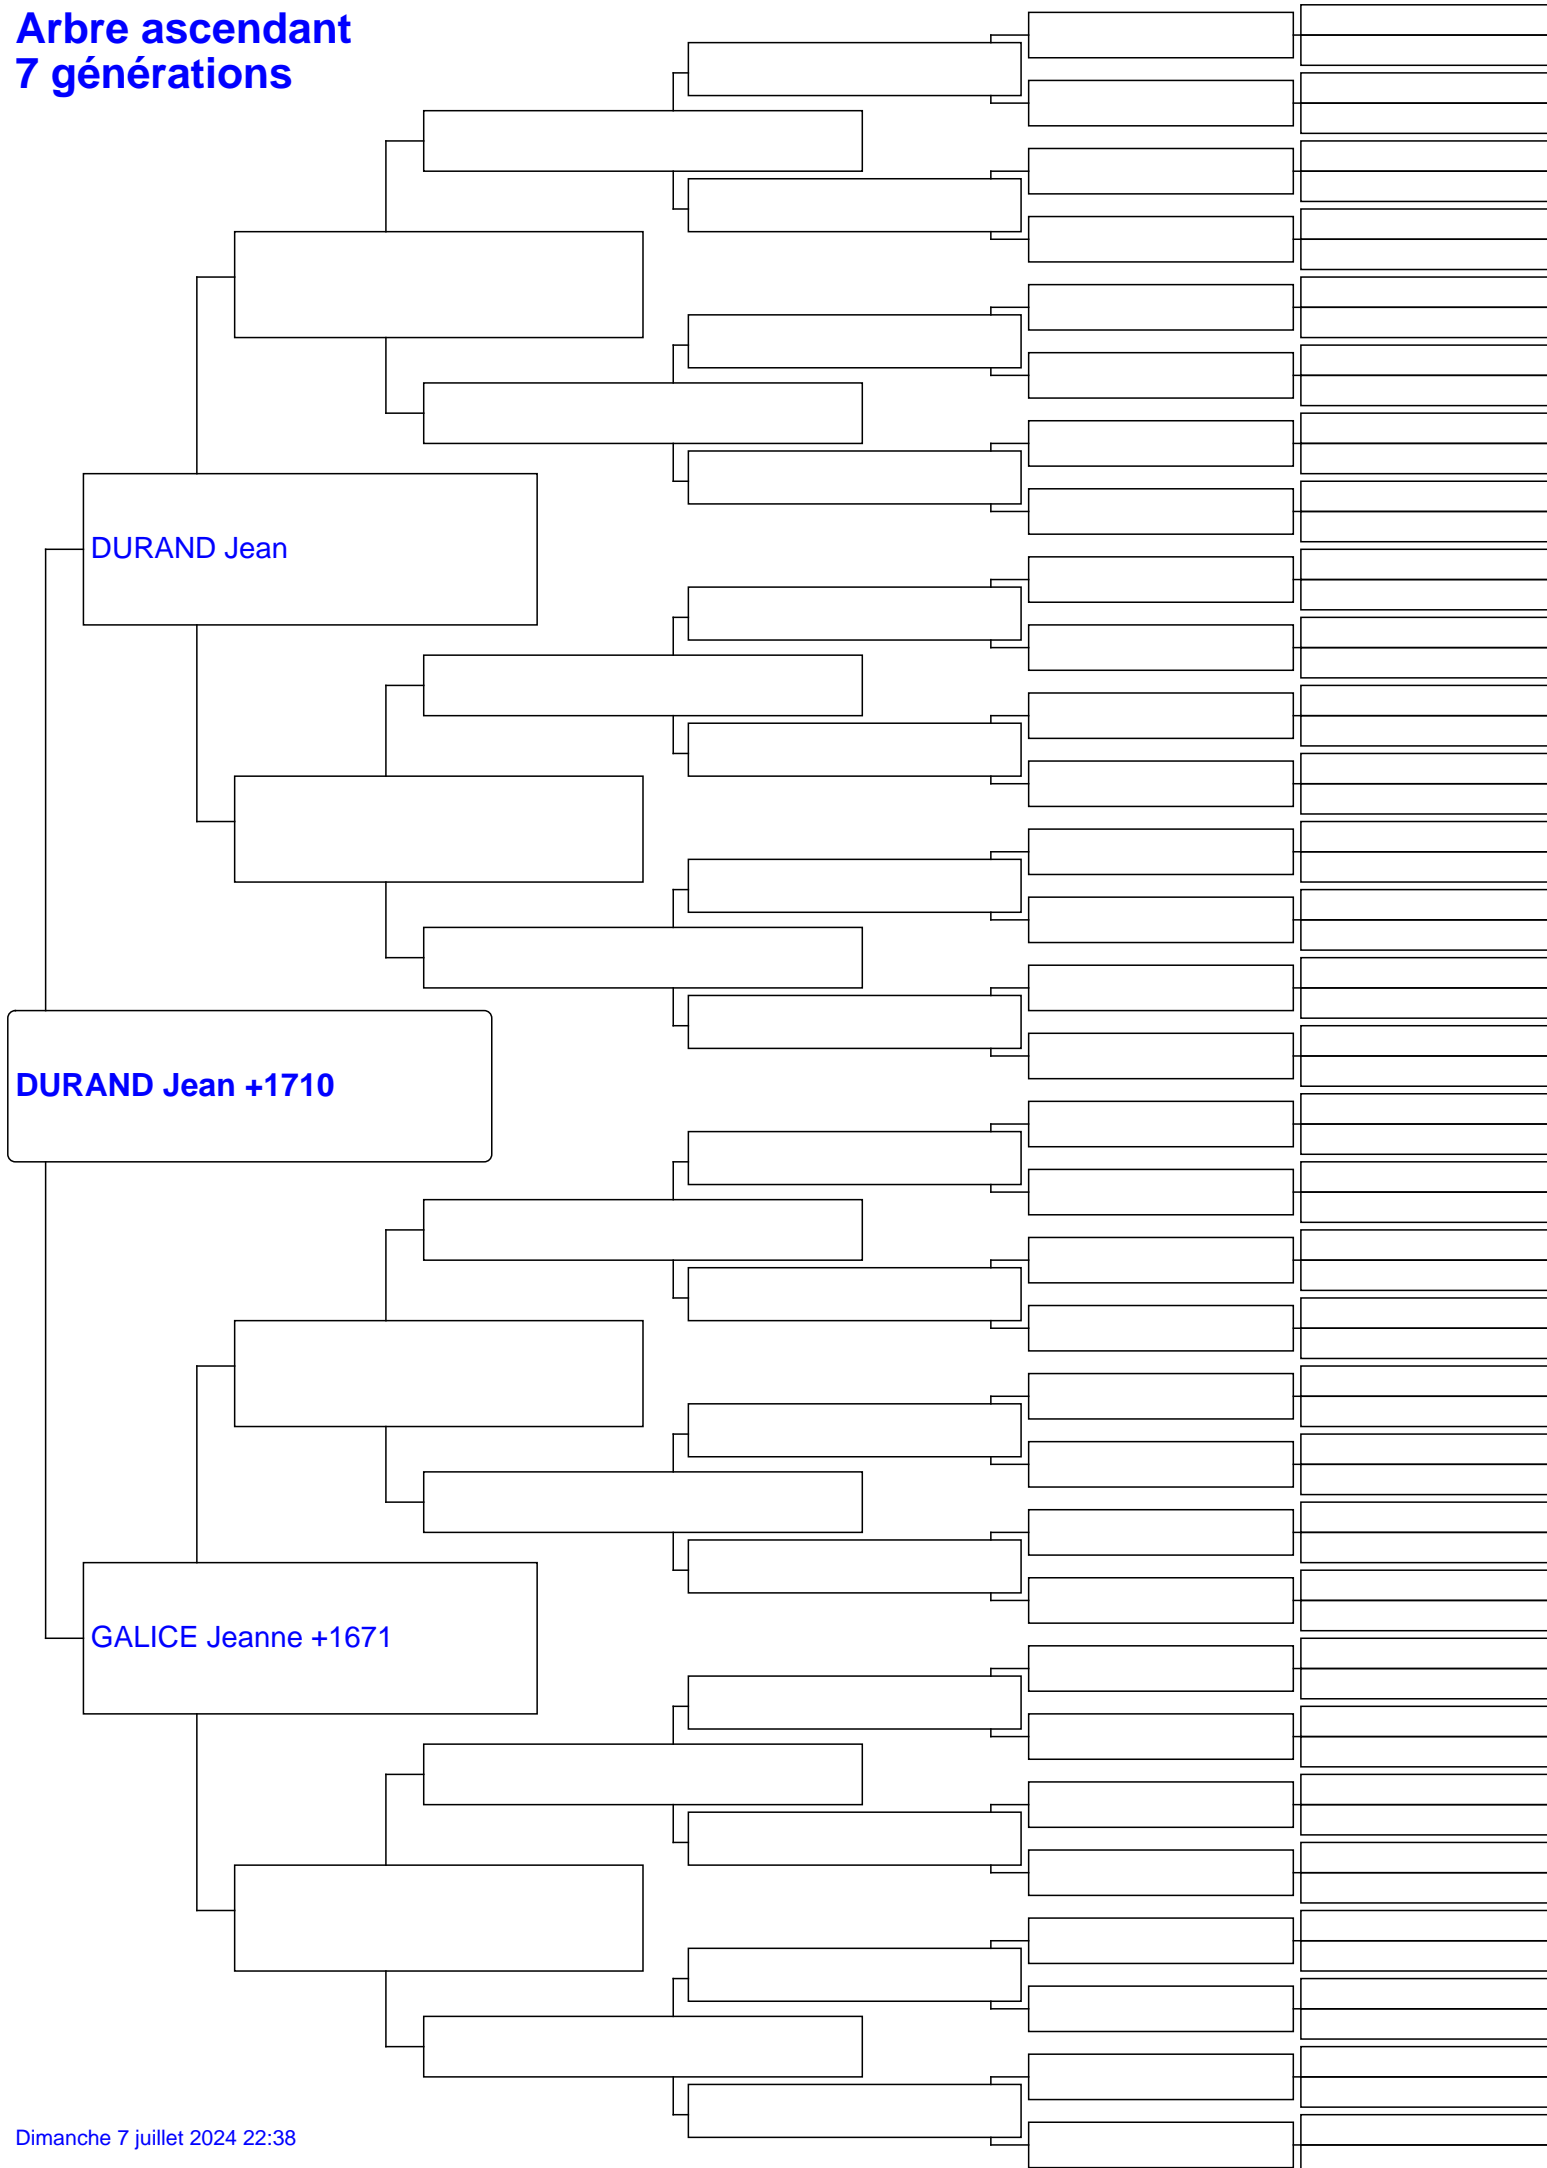 Arbre ascendant
7 générations
DURAND Jean
DURAND Jean +1710
GALICE Jeanne +1671
Dimanche 7 juillet 2024 22:38